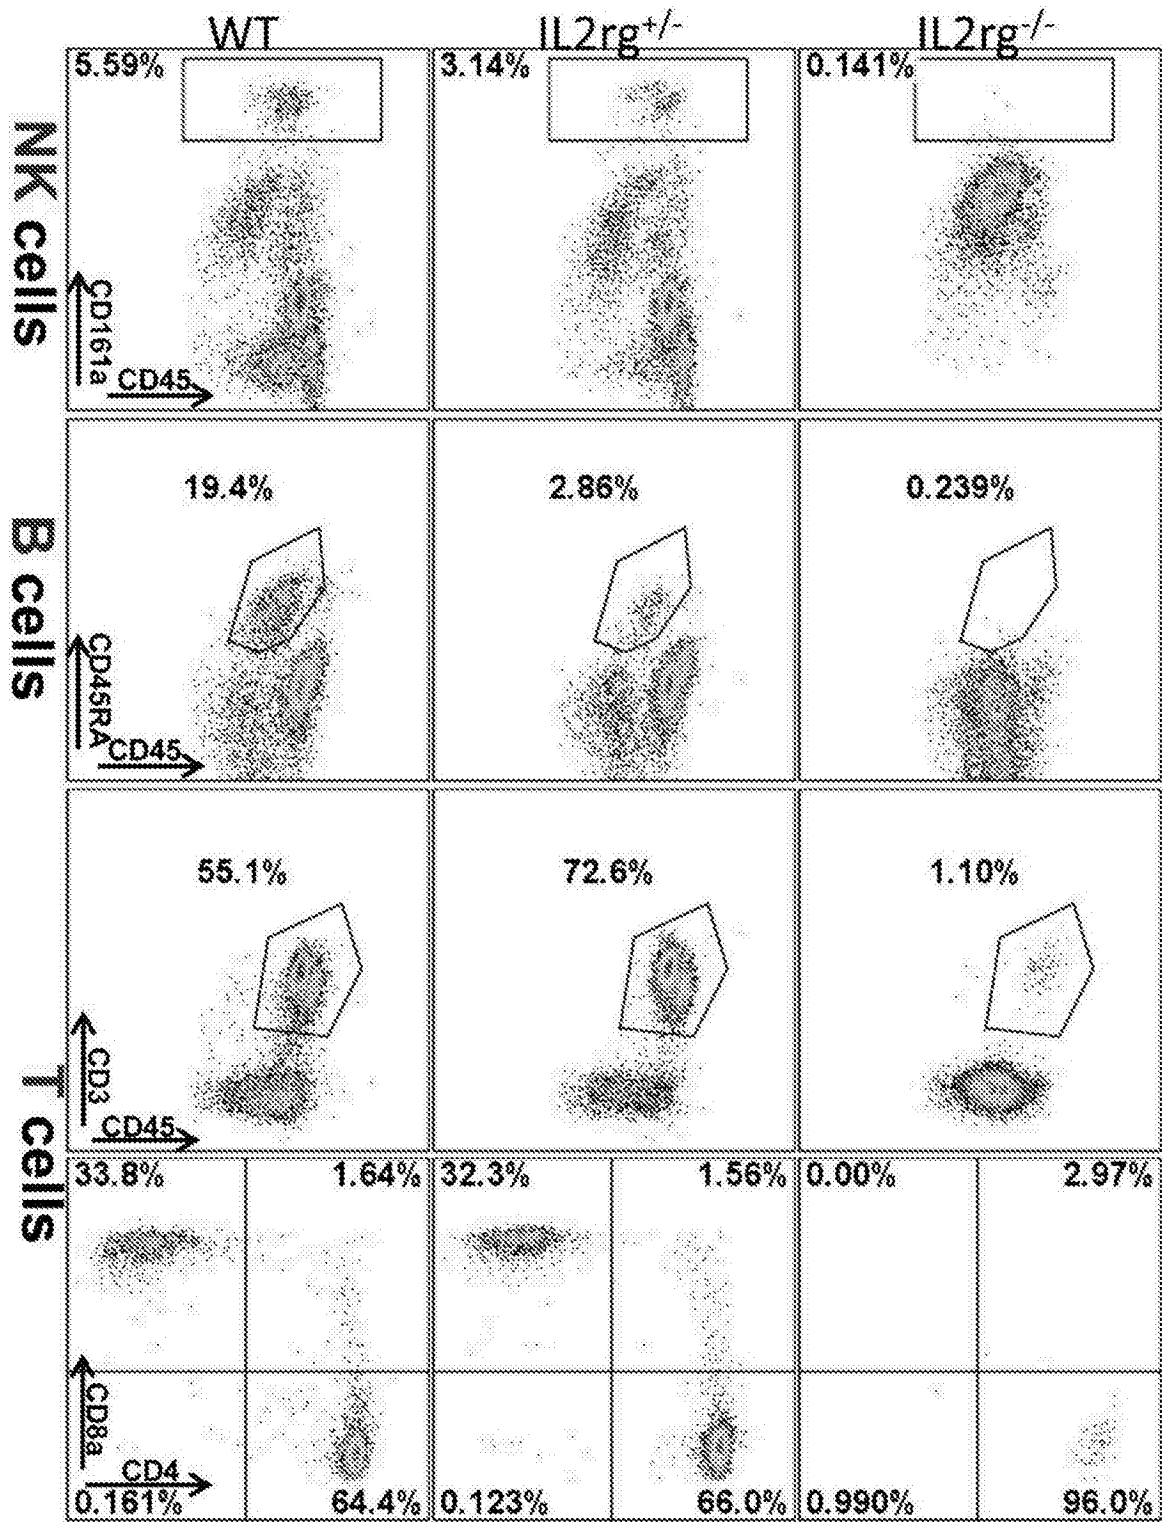 WT IL2rg+/- IL2rg-/-
NK cells
5.59% 3.14% 0.141%
CD161a
CD45
B cells
19.4% 2.86% 0.239%
CD45RA
CD45
T cells
55.1% 72.6% 1.10%
CD3
CD45
33.8% 1.64% 32.3% 1.56% 0.00% 2.97%
CD8a
CD4
0.161% 64.4% 0.123% 66.0% 0.990% 96.0%